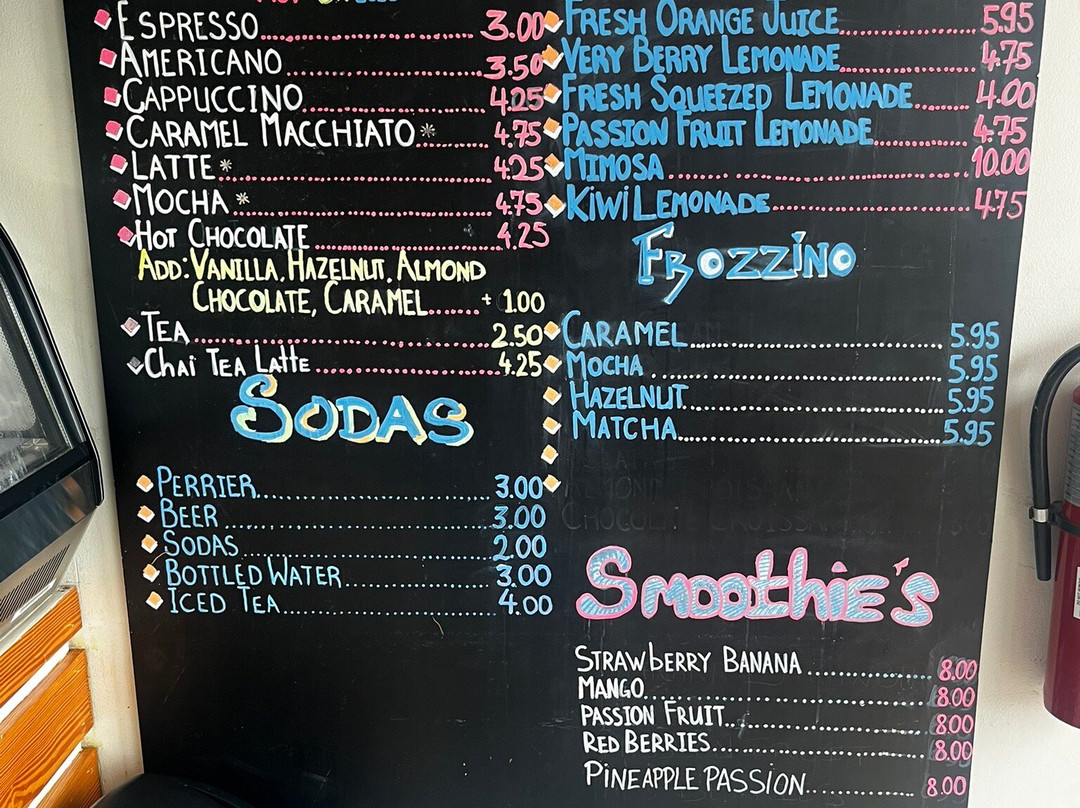 ESPRESSO 3.00
AMERICANO 3.50
CAPPUCCINO 4.25
CARAMEL MACCHIATO* 4.75
LATTE* 4.25
MOCHA* 4.75
HOT CHOCOLATE 4.25
ADD: VANILLA, HAZELNUT, ALMOND
CHOCOLATE, CARAMEL + 1.00
TEA 2.50
Chai TEA Latte 4.25
SODAS
PERRIER 3.00
BEER 3.00
SODAS 2.00
BOTTLED WATER 3.00
ICED TEA 4.00
FRESH ORANGE JUICE 5.95
VERY BERRY LEMONADE 4.75
FRESH SQUEEZED LEMONADE 4.00
PASSION FRUIT LEMONADE 4.75
MIMOSA 10.00
KIWI LEMONADE 4.75
FROZZINO
CARAMEL 5.95
MOCHA 5.95
HAZELNUT 5.95
MATCHA 5.95
SMOOTHIE'S
STRAWBERRY BANANA 8.00
MANGO 8.00
PASSION FRUIT 8.00
RED BERRIES 8.00
PINEAPPLE PASSION 8.00